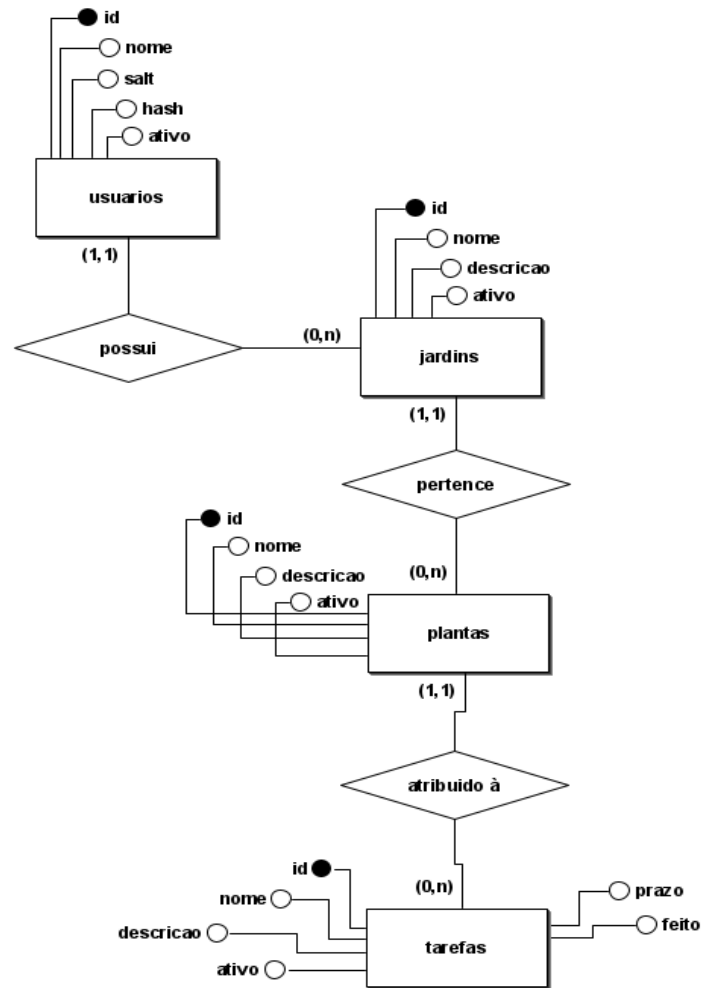 id
nome
salt
hash
ativo
usuarios
(1,1)
possui
(0,n)
id
nome
descricao
ativo
jardins
(1,1)
pertence
(0,n)
id
nome
descricao
ativo
plantas
(1,1)
atribuido à
(0,n)
id
nome
descricao
ativo
tarefas
prazo
feito